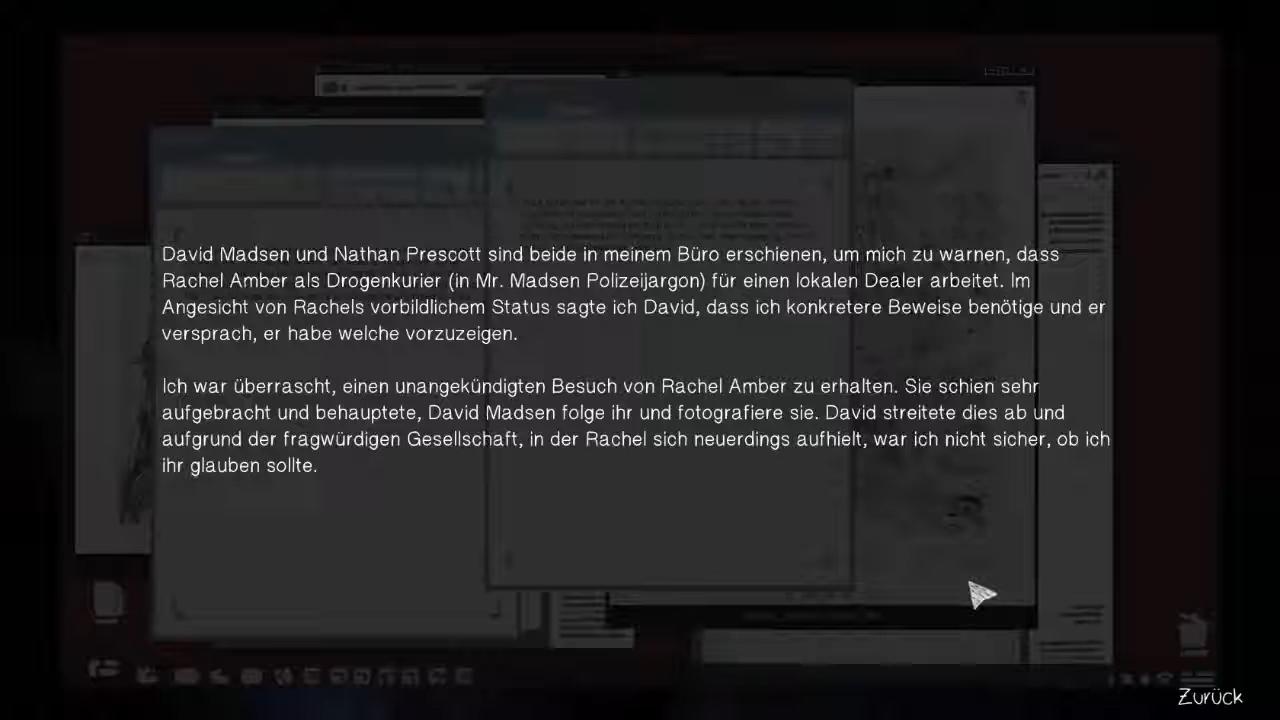 David Madsen und Nathan Prescott sind beide in meinem Büro erschienen, um mich zu warnen, dass
Rachel Amber als Drogenkurier (in Mr. Madsen Polizeijargon) für einen lokalen Dealer arbeitet. Im
Angesicht von Rachels vorbildlichem Status sagte ich David, dass ich konkretere Beweise benötige und er
versprach, er habe welche vorzuzeigen.
Ich war überrascht, einen unangekündigten Besuch von Rachel Amber zu erhalten. Sie schien sehr
aufgebracht und behauptete, David Madsen folge ihr und fotografiere sie. David streitete dies ab und
aufgrund der fragwürdigen Gesellschaft, in der Rachel sich neuerdings aufhielt, war ich nicht sicher, ob ich
ihr glauben sollte.
Zurück